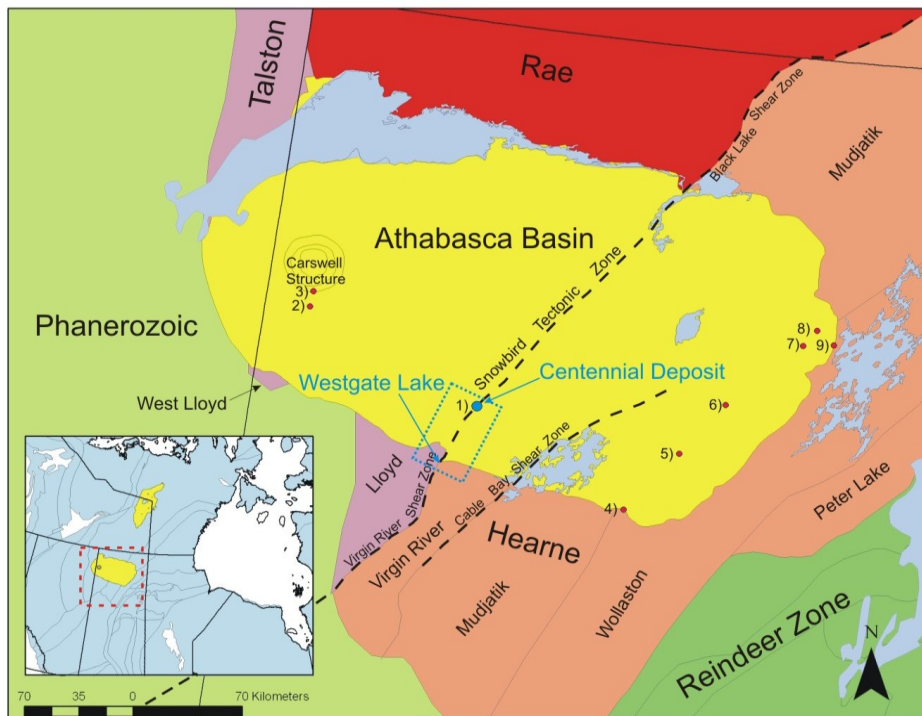 Talston
Rae
Black Lake Shear Zone
Mudjatik
Athabasca Basin
Carswell
Structure
3)
2)
Snowbird Tectonic Zone
Phanerozoic
8)
7)
9)
West Lloyd
Westgate Lake
1)
Centennial Deposit
6)
5)
4)
Lloyd
Virgin River Shear Zone
Cable Bay Shear Zone
Virgin River
Hearne
Peter Lake
Mudjatik
Wollaston
Reindeer Zone
N
70 35 0 70 Kilometers